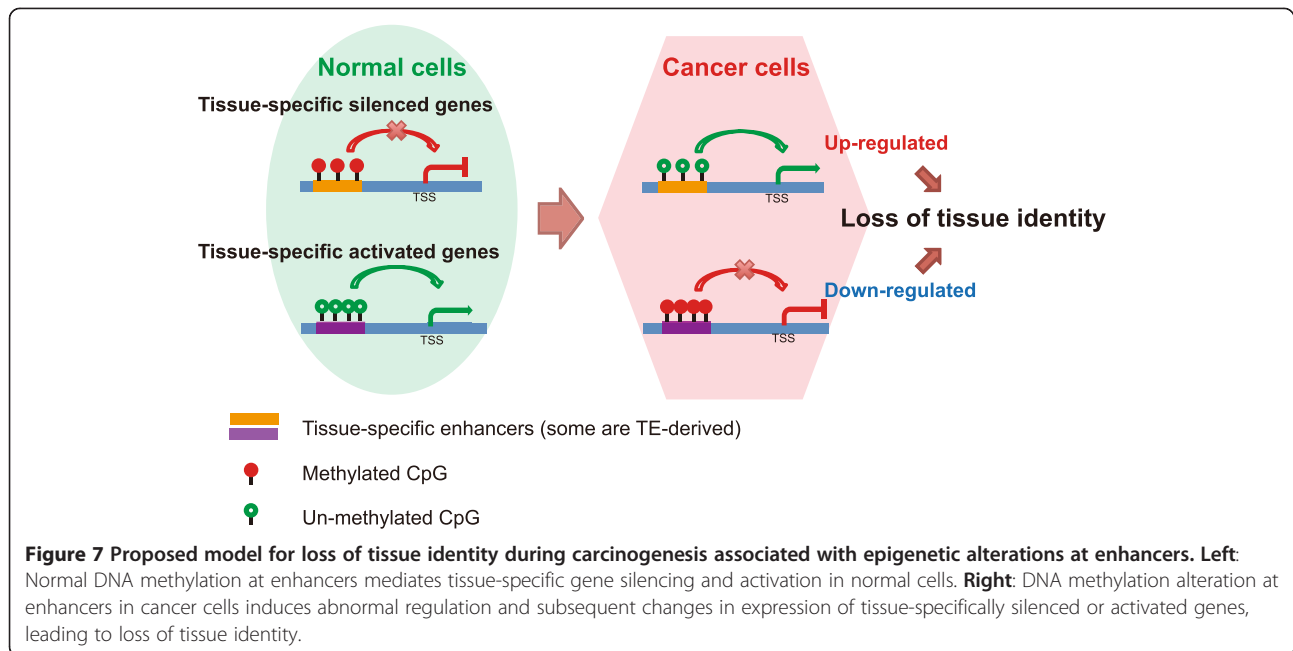 Normal cells
Cancer cells
Tissue-specific silenced genes
TSS
TSS
Up-regulated
Loss of tissue identity
Tissue-specific activated genes
TSS
TSS
Down-regulated
Tissue-specific enhancers (some are TE-derived)
Methylated CpG
Un-methylated CpG
Figure 7 Proposed model for loss of tissue identity during carcinogenesis associated with epigenetic alterations at enhancers. Left:
Normal DNA methylation at enhancers mediates tissue-specific gene silencing and activation in normal cells. Right: DNA methylation alteration at
enhancers in cancer cells induces abnormal regulation and subsequent changes in expression of tissue-specifically silenced or activated genes,
leading to loss of tissue identity.